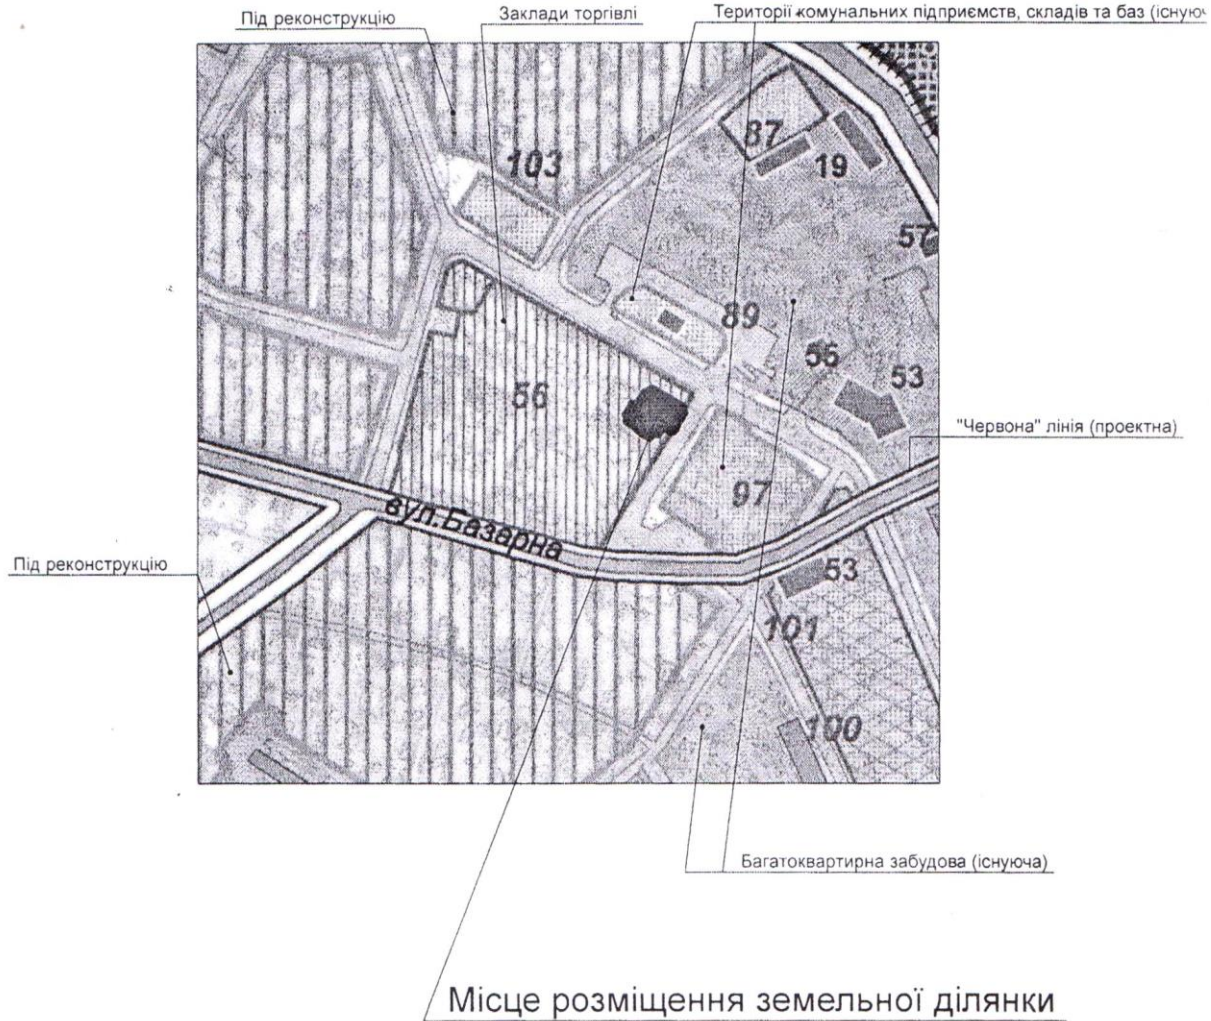 Під реконструкцію
Заклади торгівлі
Території комунальних підприємств, складів та баз (існую
87
19
103
57
89
56
53
56
"Червона" лінія (проектна)
97
вул.Базарна
Під реконструкцію
53
101
100
Багатоквартирна забудова (існуюча)
Місце розміщення земельної ділянки